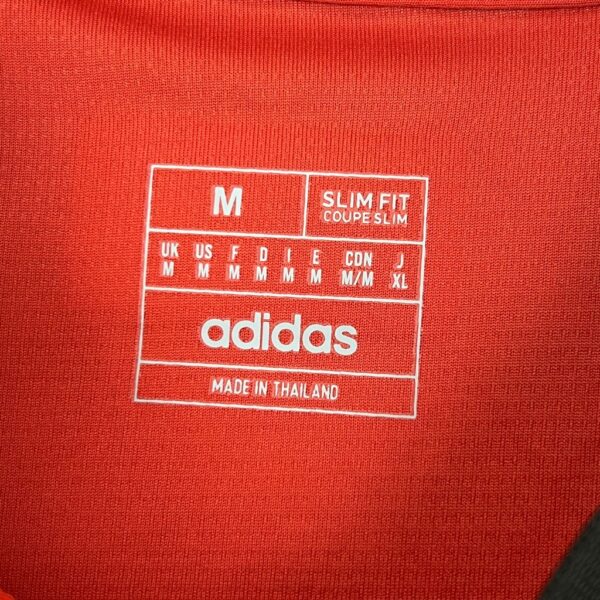 M SLIM FIT
COUPE SLIM
UK US F D I E CDN J
M M M M M M M/M XL
adidas
MADE IN THAILAND